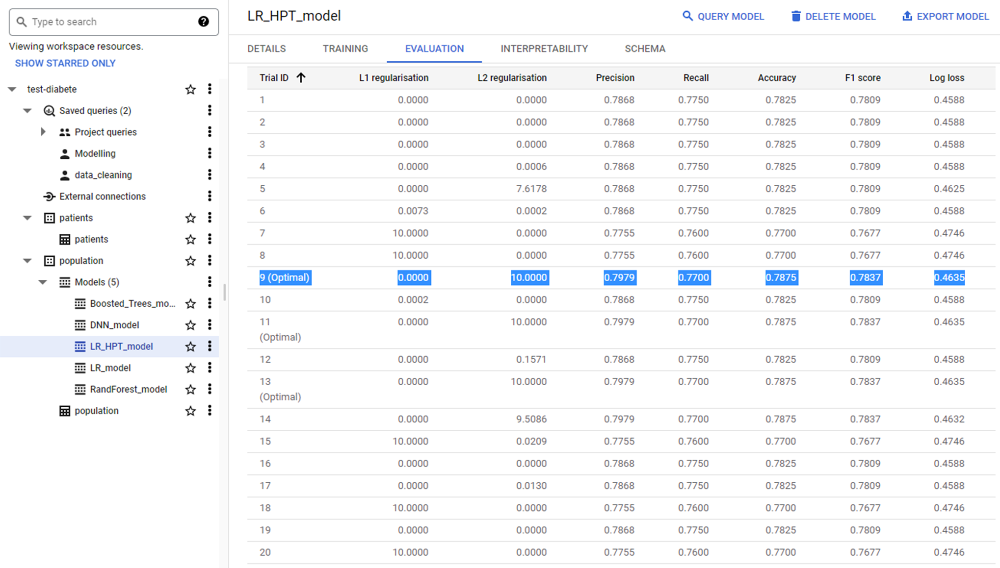 Type to search
Viewing workspace resources.
SHOW STARRED ONLY
test-diabete
Saved queries (2)
Project queries
Modelling
data_cleaning
External connections
patients
patients
population
Models (5)
Boosted_Trees_mo...
DNN_model
LR_HPT_model
LR_model
RandForest_model
population
LR_HPT_model
QUERY MODEL DELETE MODEL EXPORT MODEL
DETAILS TRAINING EVALUATION INTERPRETABILITY SCHEMA
Trial ID L1 regularisation L2 regularisation Precision Recall Accuracy F1 score Log loss
1 0.0000 0.0000 0.7868 0.7750 0.7825 0.7809 0.4588
2 0.0000 0.0000 0.7868 0.7750 0.7825 0.7809 0.4588
3 0.0000 0.0000 0.7868 0.7750 0.7825 0.7809 0.4588
4 0.0000 0.0006 0.7868 0.7750 0.7825 0.7809 0.4588
5 0.0000 7.6178 0.7868 0.7750 0.7825 0.7809 0.4625
6 0.0073 0.0002 0.7868 0.7750 0.7825 0.7809 0.4588
7 10.0000 0.0000 0.7755 0.7600 0.7700 0.7677 0.4746
8 10.0000 0.0000 0.7755 0.7600 0.7700 0.7677 0.4746
9 (Optimal) 0.0000 10.0000 0.7979 0.7700 0.7875 0.7837 0.4635
10 0.0002 0.0000 0.7868 0.7750 0.7825 0.7809 0.4588
11 0.0000 10.0000 0.7979 0.7700 0.7875 0.7837 0.4635
(Optimal)
12 0.0000 0.1571 0.7868 0.7750 0.7825 0.7809 0.4588
13 0.0000 10.0000 0.7979 0.7700 0.7875 0.7837 0.4635
(Optimal)
14 0.0000 9.5086 0.7979 0.7700 0.7875 0.7837 0.4632
15 10.0000 0.0209 0.7755 0.7600 0.7700 0.7677 0.4746
16 0.0000 0.0000 0.7868 0.7750 0.7825 0.7809 0.4588
17 0.0000 0.0130 0.7868 0.7750 0.7825 0.7809 0.4588
18 10.0000 0.0000 0.7755 0.7600 0.7700 0.7677 0.4746
19 0.0000 0.0000 0.7868 0.7750 0.7825 0.7809 0.4588
20 10.0000 0.0000 0.7755 0.7600 0.7700 0.7677 0.4746